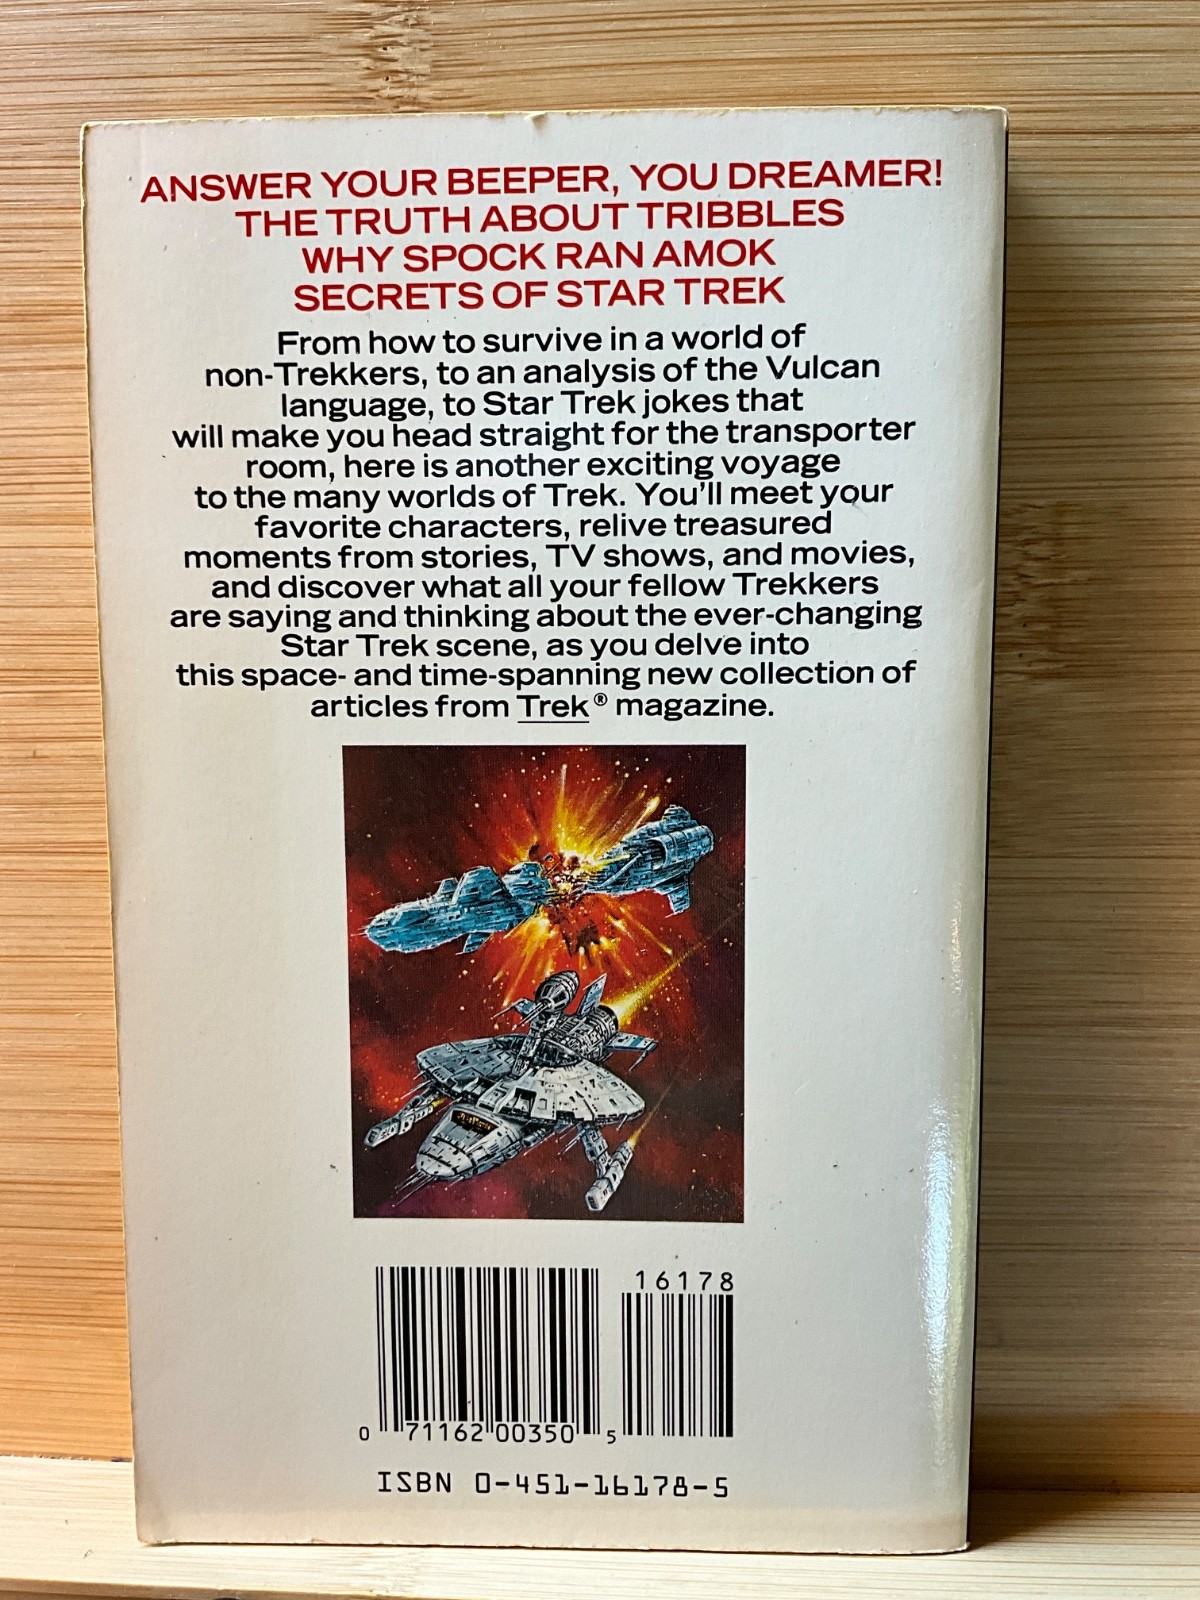 ANSWER YOUR BEEPER, YOU DREAMER!
THE TRUTH ABOUT TRIBBLES
WHY SPOCK RAN AMOK
SECRETS OF STAR TREK
From how to survive in a world of
non-Trekkers, to an analysis of the Vulcan
language, to Star Trek jokes that
will make you head straight for the transporter
room, here is another exciting voyage
to the many worlds of Trek. You'll meet your
favorite characters, relive treasured
moments from stories, TV shows, and movies,
and discover what all your fellow Trekkers
are saying and thinking about the ever-changing
Star Trek scene, as you delve into
this space- and time-spanning new collection of
articles from Trek® magazine.
16178
0 71162 00350 5
ISBN 0-451-16178-5